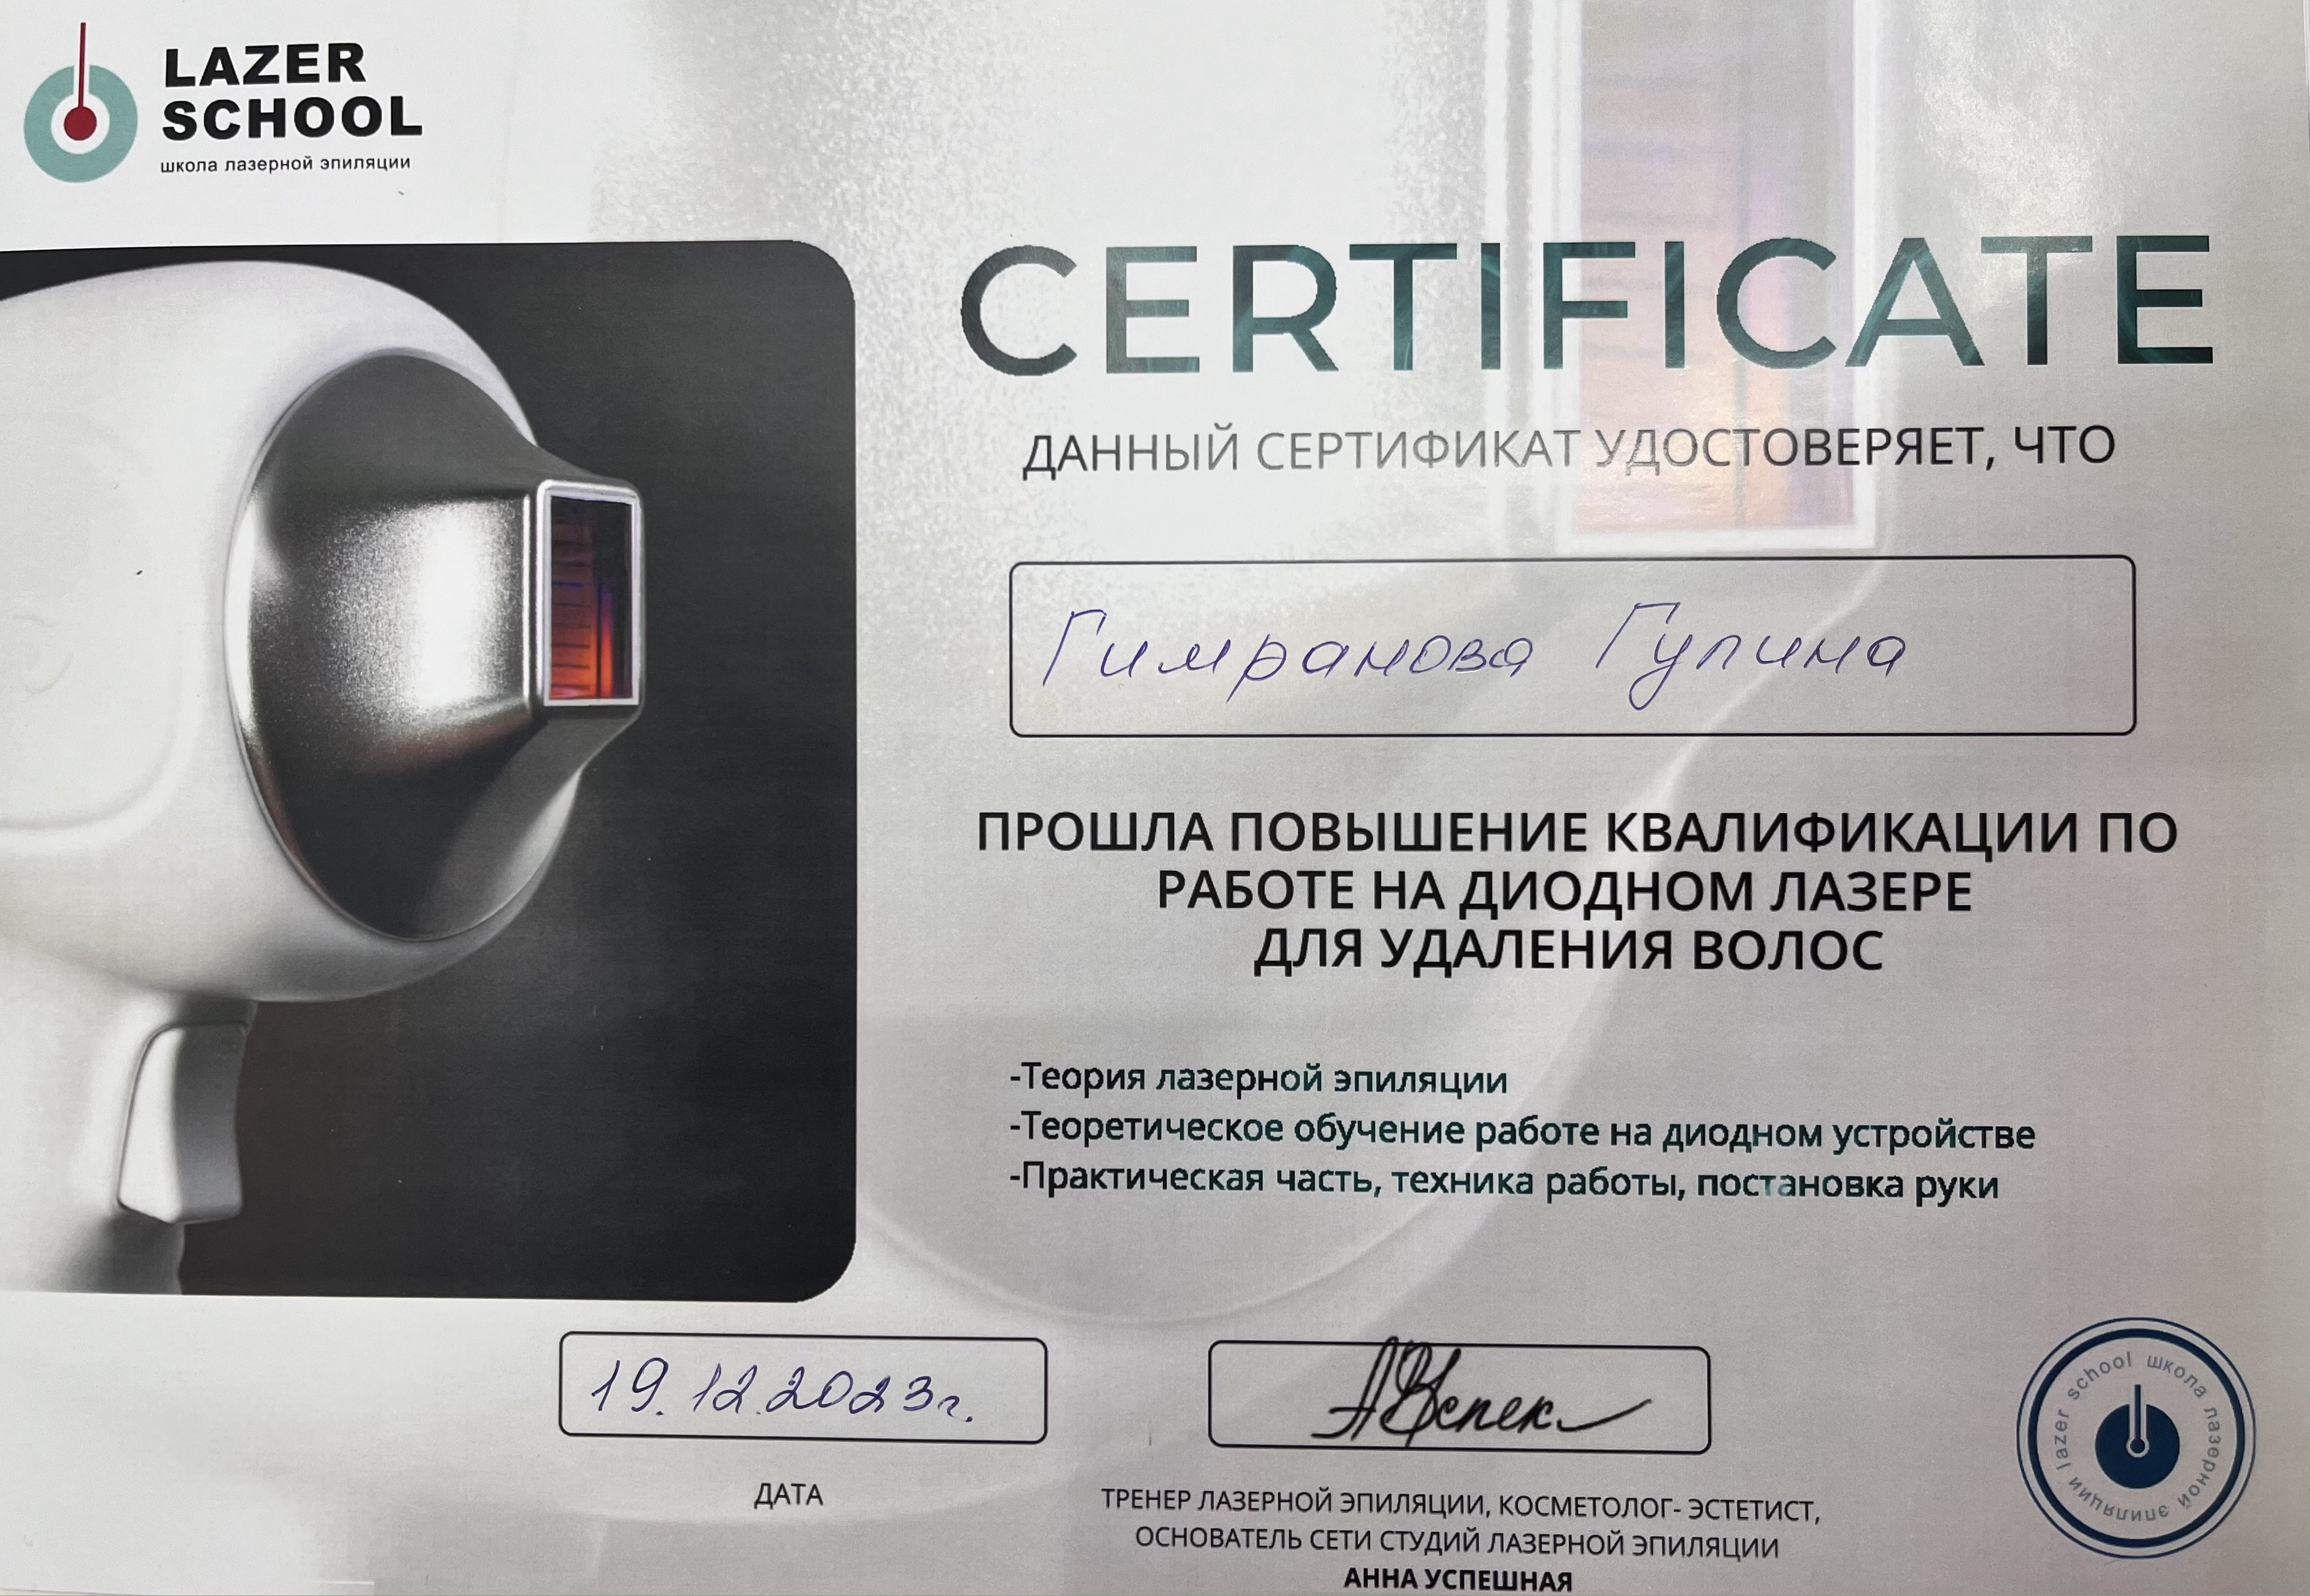 LAZER
SCHOOL
школа лазерной эпиляции
CERTIFICATE
ДАННЫЙ СЕРТИФИКАТ УДОСТОВЕРЯЕТ, ЧТО
Гимранова Гулина
ПРОШЛА ПОВЫШЕНИЕ КВАЛИФИКАЦИИ ПО
РАБОТЕ НА ДИОДНОМ ЛАЗЕРЕ
ДЛЯ УДАЛЕНИЯ ВОЛОС
-Теория лазерной эпиляции
-Теоретическое обучение работе на диодном устройстве
-Практическая часть, техника работы, постановка руки
19.12.2023г.
ДАТА
ТРЕНЕР ЛАЗЕРНОЙ ЭПИЛЯЦИИ, КОСМЕТОЛОГ- ЭСТЕТИСТ,
ОСНОВАТЕЛЬ СЕТИ СТУДИЙ ЛАЗЕРНОЙ ЭПИЛЯЦИИ
АННА УСПЕШНАЯ
lazer school школа лазерной эпиляции